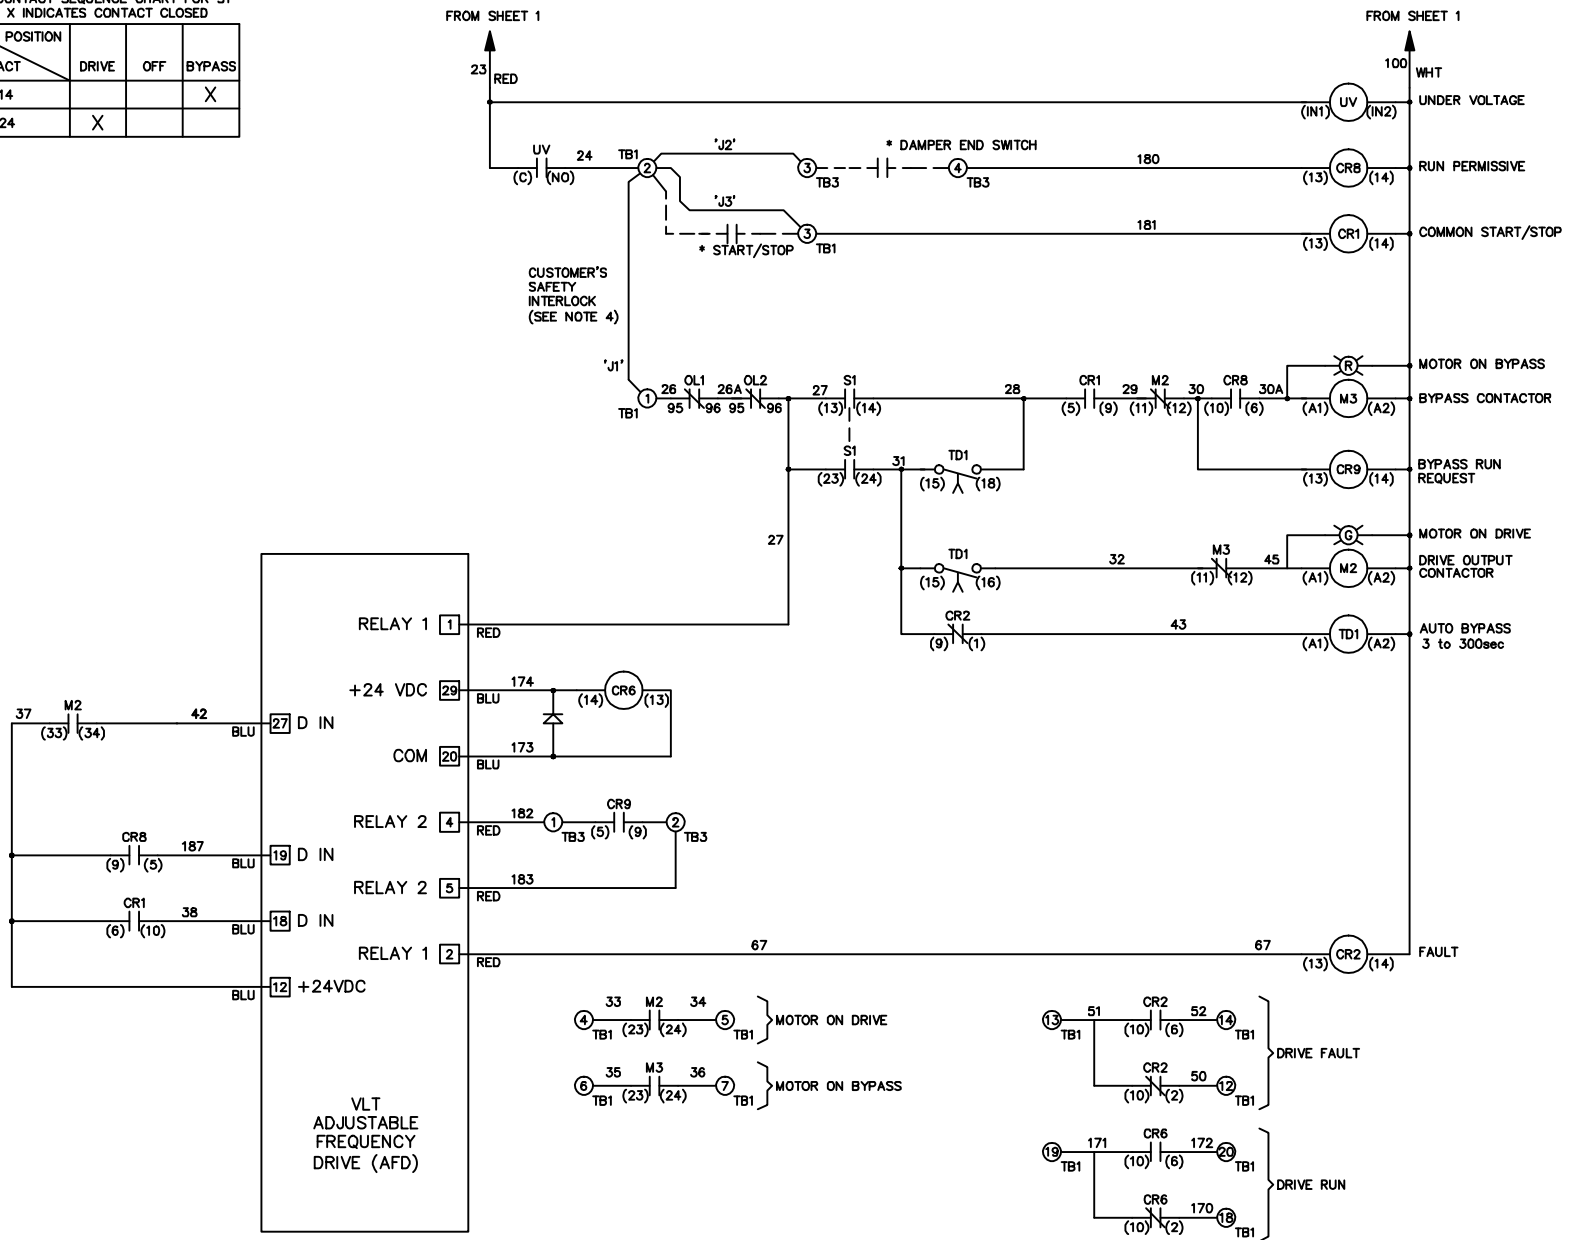 X INDICATES CONTACT CLOSED
POSITION
ACT
DRIVE
OFF
BYPASS
14
X
24
X
FROM SHEET 1
FROM SHEET 1
23
RED
100
WHT
(IN1)
UV
(IN2)
UNDER VOLTAGE
UV
(C)
(NO)
24
TB1
2
'J2'
3
TB3
* DAMPER END SWITCH
4
TB3
180
(13)
CR8
(14)
RUN PERMISSIVE
'J3'
* START/STOP
3
TB1
181
(13)
CR1
(14)
COMMON START/STOP
CUSTOMER'S
SAFETY
INTERLOCK
(SEE NOTE 4)
'J1'
1
TB1
26
OL1
95
96
26A
OL2
95
96
27
S1
(13)
(14)
28
CR1
(5)
(9)
29
M2
(11)
(12)
30
CR8
(10)
(6)
30A
R
MOTOR ON BYPASS
(A1)
M3
(A2)
BYPASS CONTACTOR
S1
(23)
(24)
31
TD1
(15)
(18)
(13)
CR9
(14)
BYPASS RUN
REQUEST
27
G
MOTOR ON DRIVE
TD1
(15)
(16)
32
M3
(11)
(12)
45
(A1)
M2
(A2)
DRIVE OUTPUT
CONTACTOR
CR2
(9)
(1)
43
(A1)
TD1
(A2)
AUTO BYPASS
3 to 300sec
RELAY 1
1
RED
+24 VDC
29
BLU
174
(14)
CR6
(13)
37
M2
(33)
(34)
42
BLU
27
D IN
COM
20
BLU
173
RELAY 2
4
RED
182
1
TB3
CR9
(5)
(9)
2
TB3
CR8
(9)
(5)
187
BLU
19
D IN
RELAY 2
5
RED
183
CR1
(6)
(10)
38
BLU
18
D IN
RELAY 1
2
RED
67
67
(13)
CR2
(14)
FAULT
BLU
12
+24VDC
4
TB1
33
M2
(23)
(24)
34
5
TB1
MOTOR ON DRIVE
6
TB1
35
M3
(23)
(24)
36
7
TB1
MOTOR ON BYPASS
13
TB1
51
CR2
(10)
(6)
52
14
TB1
DRIVE FAULT
CR2
(10)
(2)
50
12
TB1
19
TB1
171
CR6
(10)
(6)
172
20
TB1
DRIVE RUN
CR6
(10)
(2)
170
18
TB1
VLT
ADJUSTABLE
FREQUENCY
DRIVE (AFD)